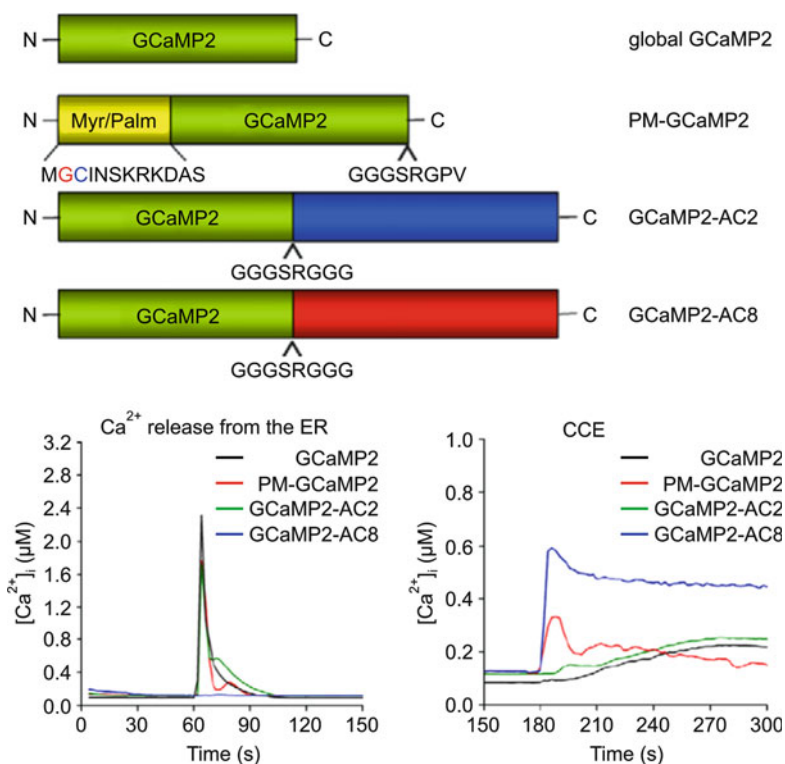 N GCaMP2 C global GCaMP2
N Myr/Palm GCaMP2 C PM-GCaMP2
MGCINSKRKDAS GGGSRGPV
N GCaMP2 C GCaMP2-AC2
GGGSRGGG
N GCaMP2 C GCaMP2-AC8
GGGSRGGG
Ca²⁺ release from the ER
GCaMP2
PM-GCaMP2
GCaMP2-AC2
GCaMP2-AC8
[Ca²⁺]ᵢ (µM)
3.2
2.8
2.4
2.0
1.6
1.2
0.8
0.4
0.0
0 30 60 90 120 150
Time (s)
CCE
GCaMP2
PM-GCaMP2
GCaMP2-AC2
GCaMP2-AC8
[Ca²⁺]ᵢ (µM)
1.0
0.8
0.6
0.4
0.2
0.0
150 180 210 240 270 300
Time (s)